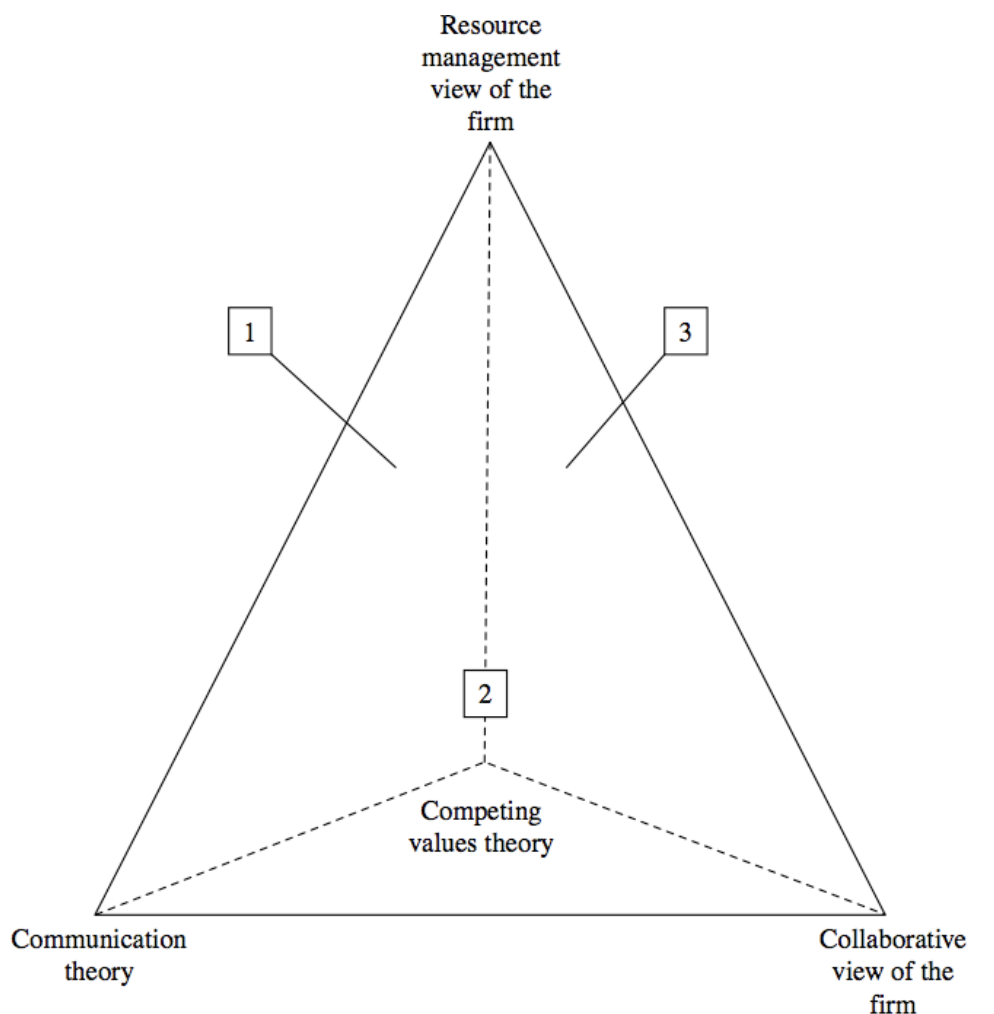 Resource
management
view of the
firm
1
3
2
Competing
values theory
Communication
theory
Collaborative
view of the
firm